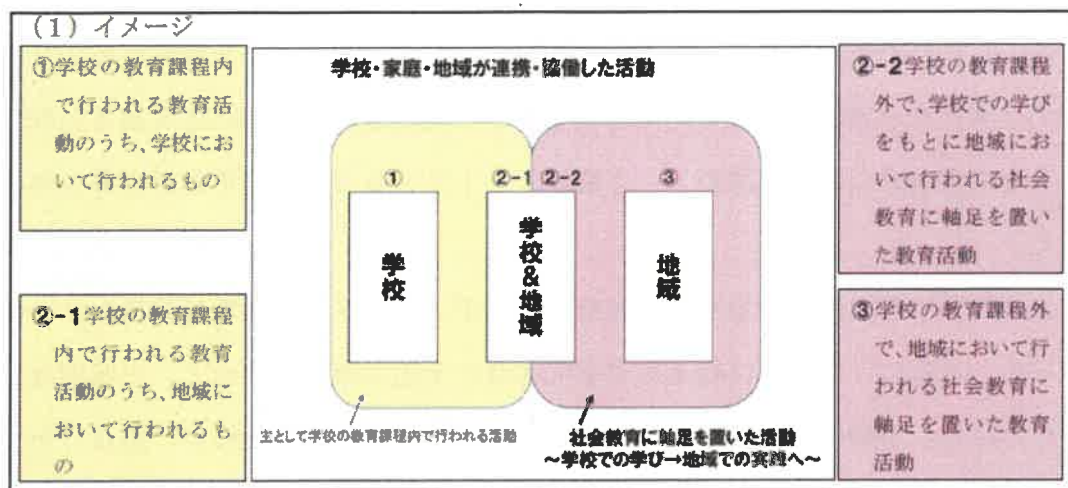 (1) イメージ
①学校の教育課程内
で行われる教育活
動のうち、学校にお
いて行われるもの
②-1学校の教育課程
内で行われる教育
活動のうち、地域に
おいて行われるも
の
学校・家庭・地域が連携・協働した活動
①
②-1
②-2
③
学校
学校&地域
地域
主として学校の教育課程内で行われる活動
社会教育に軸足を置いた活動
～学校での学び→地域での実践へ～
②-2学校の教育課程
外で、学校での学び
をもとに地域にお
いて行われる社会
教育に軸足を置い
た教育活動
③学校の教育課程外
で、地域において行
われる社会教育に
軸足を置いた教育
活動